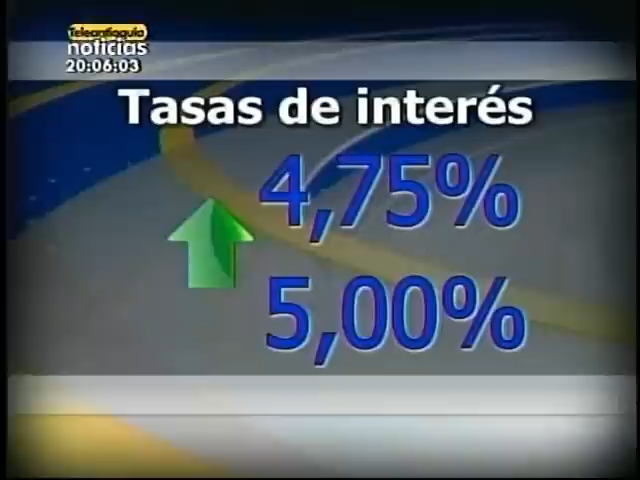 Teleantioquia
noticias
20:06:03
Tasas de interés
4,75%
5,00%